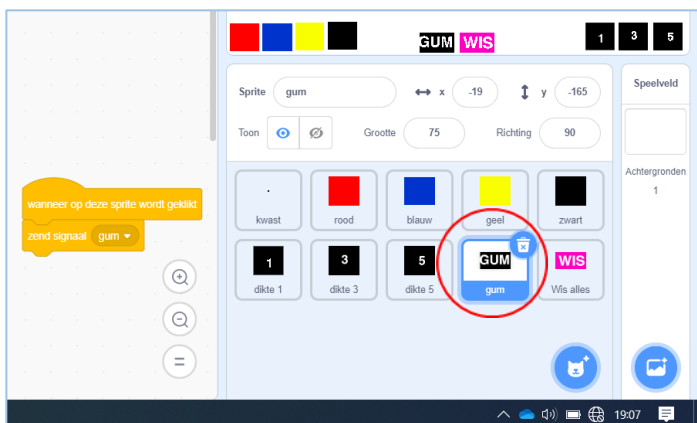 GUM WIS 1 3 5
Sprite gum x -19 y -165
Toon Grootte 75 Richting 90
Speelveld
Achtergronden
1
wanneer op deze sprite wordt geklikt
zend signaal gum
kwast rood blauw geel zwart
1 3 5 GUM WIS
dikte 1 dikte 3 dikte 5 gum Wis alles
19:07